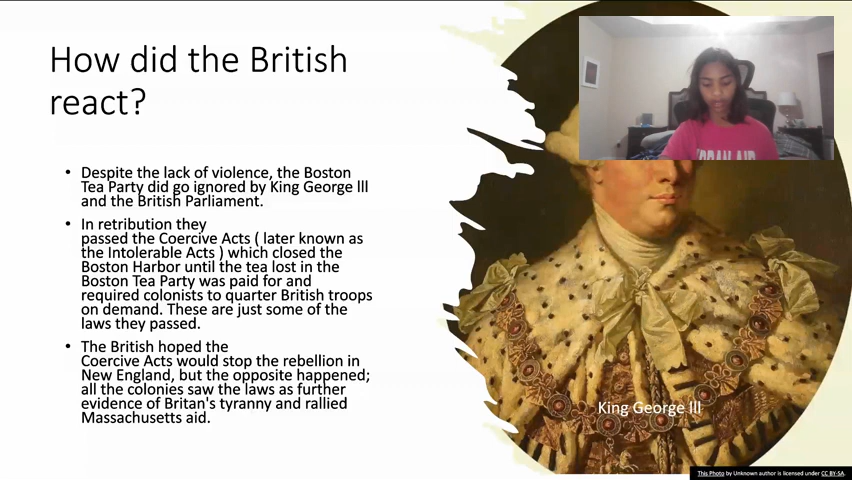 How did the British
react?
• Despite the lack of violence, the Boston
Tea Party did go ignored by King George lll
and the British Parliament.
• In retribution they
passed the Coercive Acts ( later known as
the Intolerable Acts ) which closed the
Boston Harbor until the tea lost in the
Boston Tea Party was paid for and
required colonists to quarter British troops
on demand. These are just some of the
laws they passed.
• The British hoped the
Coercive Acts would stop the rebellion in
New England, but the opposite happened;
all the colonies saw the laws as further
evidence of Britan's tyranny and rallied
Massachusetts aid.
King George lll
This Photo by Unknown author is licensed under CC BY-SA.